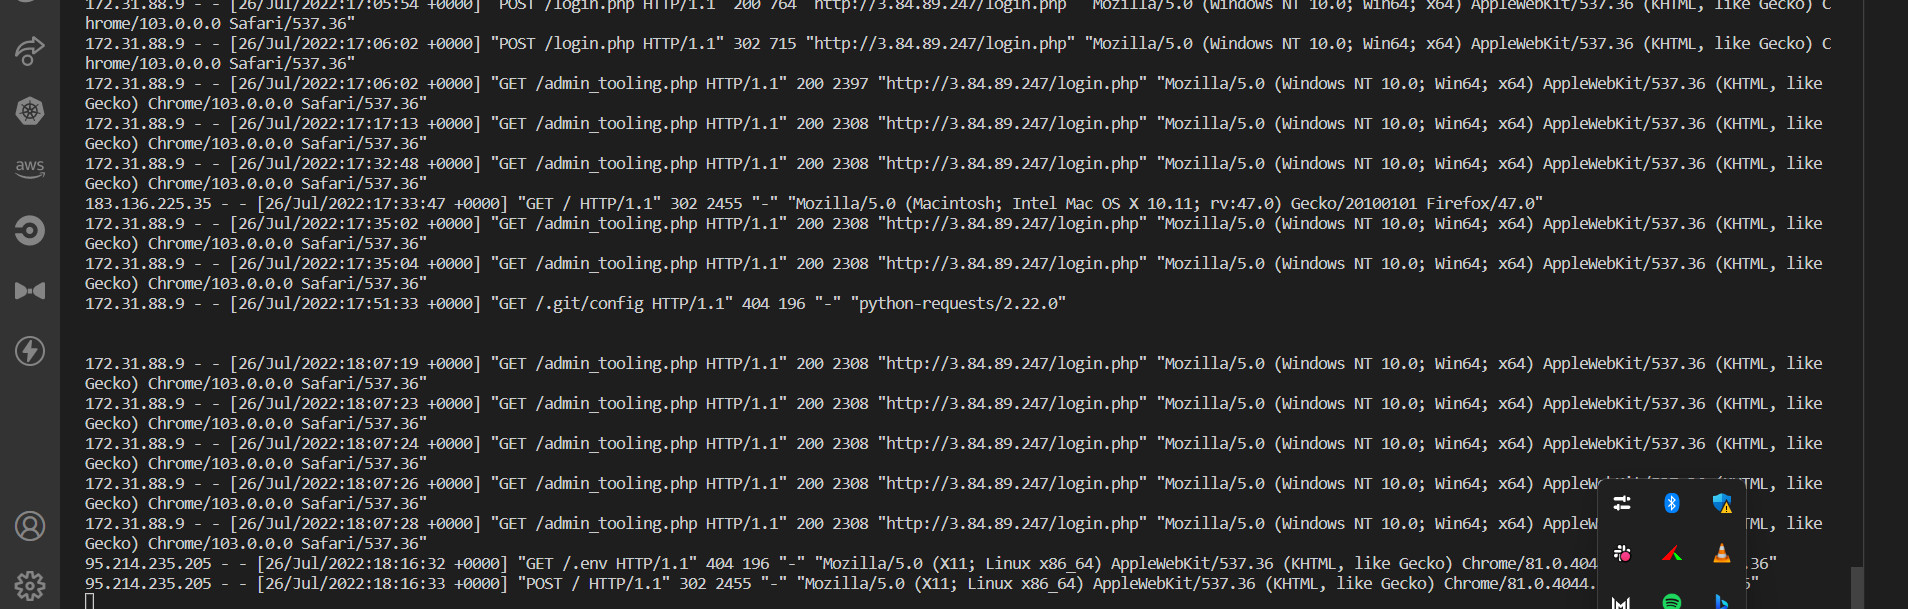 172.31.88.9 - - [26/Jul/2022:17:05:54 +0000] "POST /login.php HTTP/1.1" 200 764 "http://3.84.89.247/login.php" "Mozilla/5.0 (Windows NT 10.0; Win64; x64) AppleWebKit/537.36 (KHTML, like Gecko) C
hrome/103.0.0.0 Safari/537.36"
172.31.88.9 - - [26/Jul/2022:17:06:02 +0000] "POST /login.php HTTP/1.1" 302 715 "http://3.84.89.247/login.php" "Mozilla/5.0 (Windows NT 10.0; Win64; x64) AppleWebKit/537.36 (KHTML, like Gecko) C
hrome/103.0.0.0 Safari/537.36"
172.31.88.9 - - [26/Jul/2022:17:06:02 +0000] "GET /admin_tooling.php HTTP/1.1" 200 2397 "http://3.84.89.247/login.php" "Mozilla/5.0 (Windows NT 10.0; Win64; x64) AppleWebKit/537.36 (KHTML, like
Gecko) Chrome/103.0.0.0 Safari/537.36"
172.31.88.9 - - [26/Jul/2022:17:17:13 +0000] "GET /admin_tooling.php HTTP/1.1" 200 2308 "http://3.84.89.247/login.php" "Mozilla/5.0 (Windows NT 10.0; Win64; x64) AppleWebKit/537.36 (KHTML, like
Gecko) Chrome/103.0.0.0 Safari/537.36"
172.31.88.9 - - [26/Jul/2022:17:32:48 +0000] "GET /admin_tooling.php HTTP/1.1" 200 2308 "http://3.84.89.247/login.php" "Mozilla/5.0 (Windows NT 10.0; Win64; x64) AppleWebKit/537.36 (KHTML, like
aws
Gecko) Chrome/103.0.0.0 Safari/537.36"
183.136.225.35 - - [26/Jul/2022:17:33:47 +0000] "GET / HTTP/1.1" 302 2455 "-" "Mozilla/5.0 (Macintosh; Intel Mac OS X 10.11; rv:47.0) Gecko/20100101 Firefox/47.0"
172.31.88.9 - - [26/Jul/2022:17:35:02 +0000] "GET /admin_tooling.php HTTP/1.1" 200 2308 "http://3.84.89.247/login.php" "Mozilla/5.0 (Windows NT 10.0; Win64; x64) AppleWebKit/537.36 (KHTML, like
Gecko) Chrome/103.0.0.0 Safari/537.36"
172.31.88.9 - - [26/Jul/2022:17:35:04 +0000] "GET /admin_tooling.php HTTP/1.1" 200 2308 "http://3.84.89.247/login.php" "Mozilla/5.0 (Windows NT 10.0; Win64; x64) AppleWebKit/537.36 (KHTML, like
Gecko) Chrome/103.0.0.0 Safari/537.36"
172.31.88.9 - - [26/Jul/2022:17:51:33 +0000] "GET /.git/config HTTP/1.1" 404 196 "-" "python-requests/2.22.0"
172.31.88.9 - - [26/Jul/2022:18:07:19 +0000] "GET /admin_tooling.php HTTP/1.1" 200 2308 "http://3.84.89.247/login.php" "Mozilla/5.0 (Windows NT 10.0; Win64; x64) AppleWebKit/537.36 (KHTML, like
Gecko) Chrome/103.0.0.0 Safari/537.36"
172.31.88.9 - - [26/Jul/2022:18:07:23 +0000] "GET /admin_tooling.php HTTP/1.1" 200 2308 "http://3.84.89.247/login.php" "Mozilla/5.0 (Windows NT 10.0; Win64; x64) AppleWebKit/537.36 (KHTML, like
Gecko) Chrome/103.0.0.0 Safari/537.36"
172.31.88.9 - - [26/Jul/2022:18:07:24 +0000] "GET /admin_tooling.php HTTP/1.1" 200 2308 "http://3.84.89.247/login.php" "Mozilla/5.0 (Windows NT 10.0; Win64; x64) AppleWebKit/537.36 (KHTML, like
Gecko) Chrome/103.0.0.0 Safari/537.36"
172.31.88.9 - - [26/Jul/2022:18:07:26 +0000] "GET /admin_tooling.php HTTP/1.1" 200 2308 "http://3.84.89.247/login.php" "Mozilla/5.0 (Windows NT 10.0; Win64; x64) like
Gecko) Chrome/103.0.0.0 Safari/537.36"
172.31.88.9 - - [26/Jul/2022:18:07:28 +0000] "GET /admin_tooling.php HTTP/1.1" 200 2308 "http://3.84.89.247/login.php" "Mozilla/5.0 (Windows NT 10.0; Win64; x64) like
Gecko) Chrome/103.0.0.0 Safari/537.36"
95.214.235.205 - - [26/Jul/2022:18:16:32 +0000] "GET /.env HTTP/1.1" 404 196 "-" "Mozilla/5.0 (X11; Linux x86_64) AppleWebKit/537.36 (KHTML, like Gecko) Chrome/81.0.404
95.214.235.205 - - [26/Jul/2022:18:16:33 +0000] "POST / HTTP/1.1" 302 2455 "-" "Mozilla/5.0 (X11; Linux x86_64) AppleWebKit/537.36 (KHTML, like Gecko) Chrome/81.0.4044.